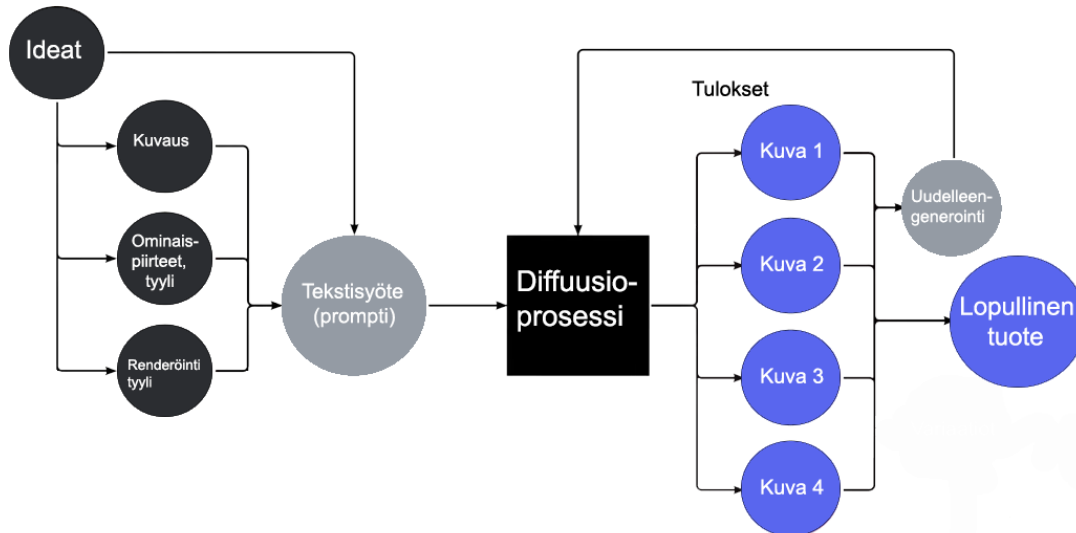 Ideat
Kuvaus
Ominais-
piirteet,
tyyli
Renderöinti
tyyli
Tekstisyöte
(prompti)
Diffuusio-
prosessi
Tulokset
Kuva 1
Kuva 2
Kuva 3
Kuva 4
Uudelleen-
generointi
Lopullinen
tuote